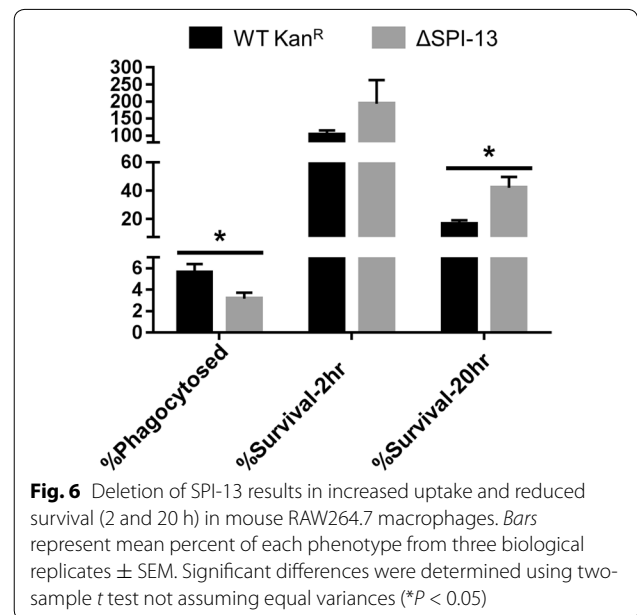 WT Kanᴿ ΔSPI-13
300
250
200
150
100
60
40
20
6
4
2
0
*
*
%Phagocytosed
%Survival-2hr
%Survival-20hr
Fig. 6 Deletion of SPI-13 results in increased uptake and reduced
survival (2 and 20 h) in mouse RAW264.7 macrophages. Bars
represent mean percent of each phenotype from three biological
replicates ± SEM. Significant differences were determined using two-
sample t test not assuming equal variances (*P < 0.05)